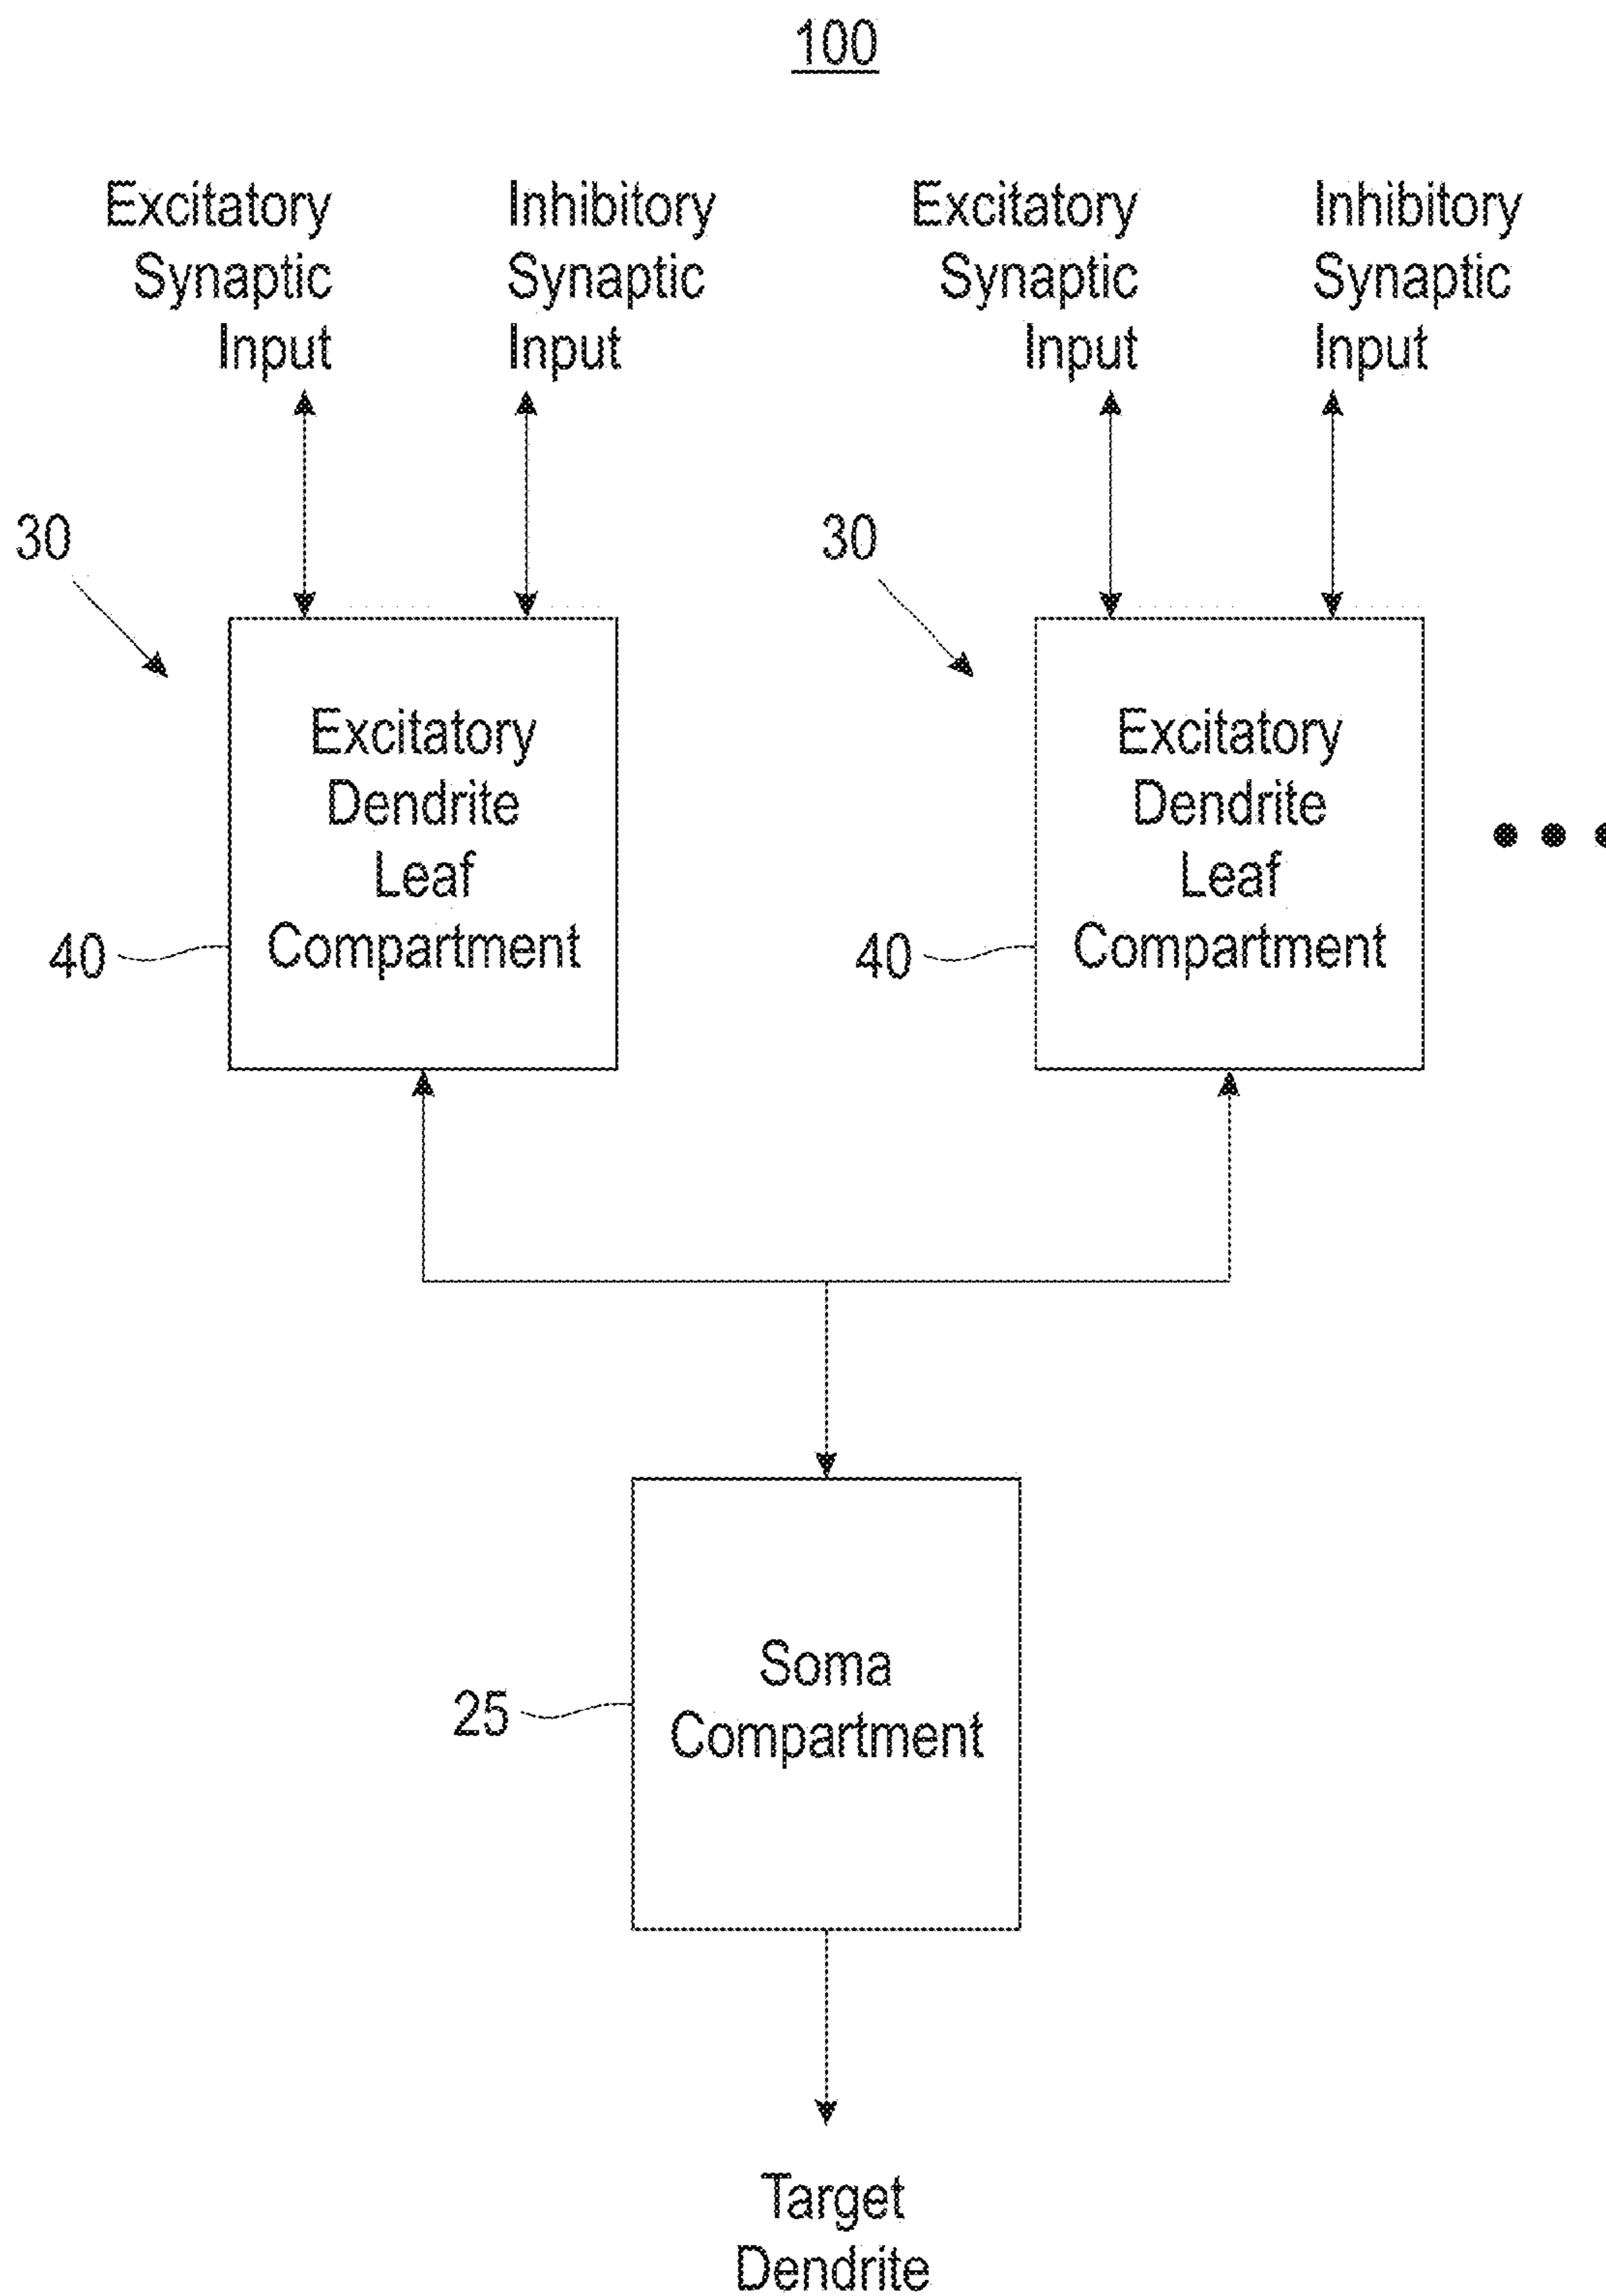 100
Excitatory
Synaptic
Input
Inhibitory
Synaptic
Input
Excitatory
Synaptic
Input
Inhibitory
Synaptic
Input
30
30
Excitatory
Dendrite
Leaf
Compartment
40
Excitatory
Dendrite
Leaf
Compartment
40
Soma
Compartment
25
Target
Dendrite